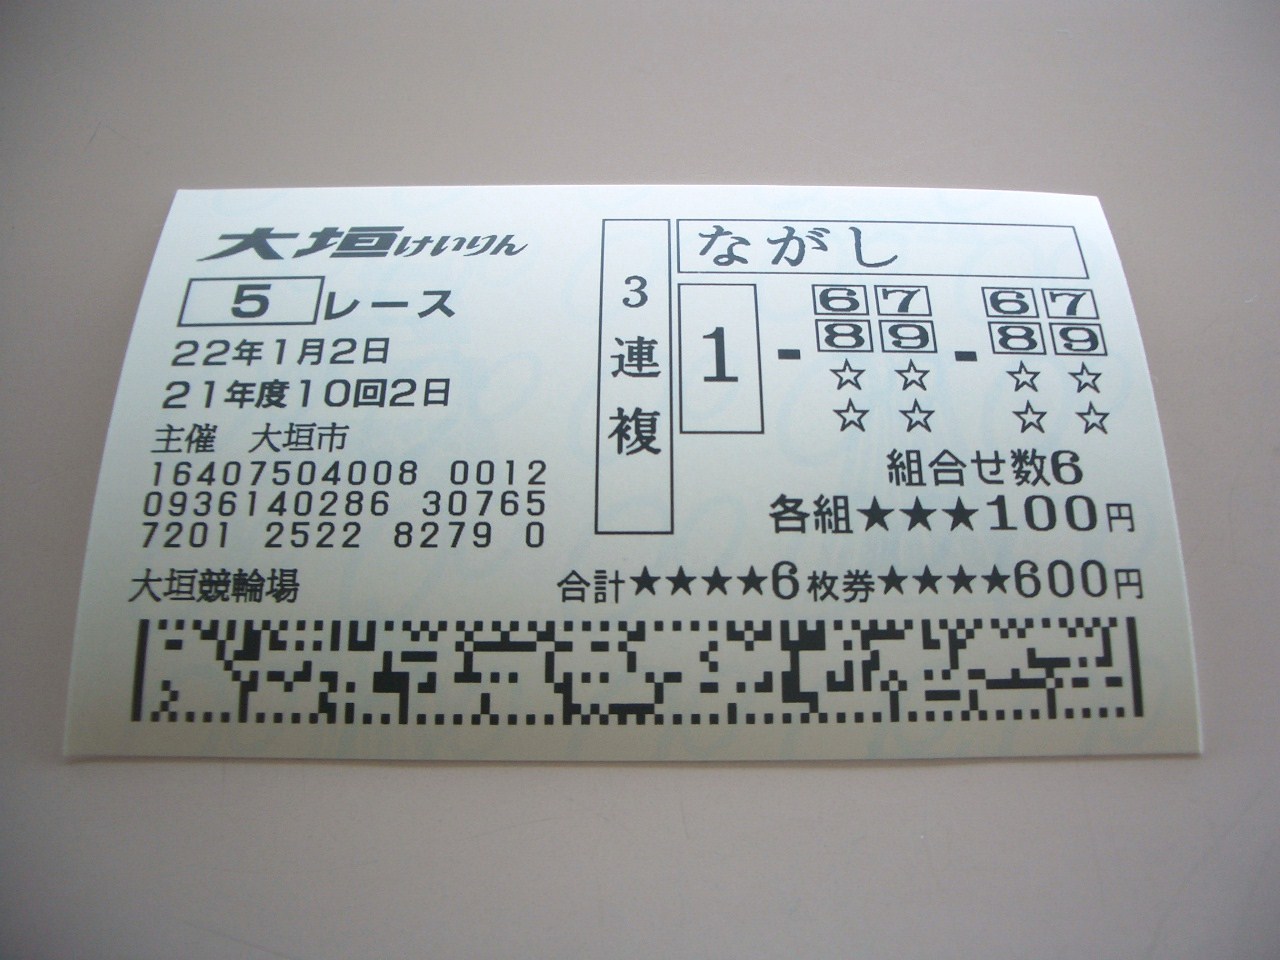 大垣けいりん
5レース
22年1月2日
21年度10回2日
主催 大垣市
16407504008 0012
0936140286 30765
7201 2522 8279 0
大垣競輪場
3連複
ながし
1 - 6 7 8 9 ☆ ☆ ☆ ☆ - 6 7 8 9 ☆ ☆ ☆ ☆
組合せ数6
各組★★★100円
合計★★★★6枚券★★★★600円